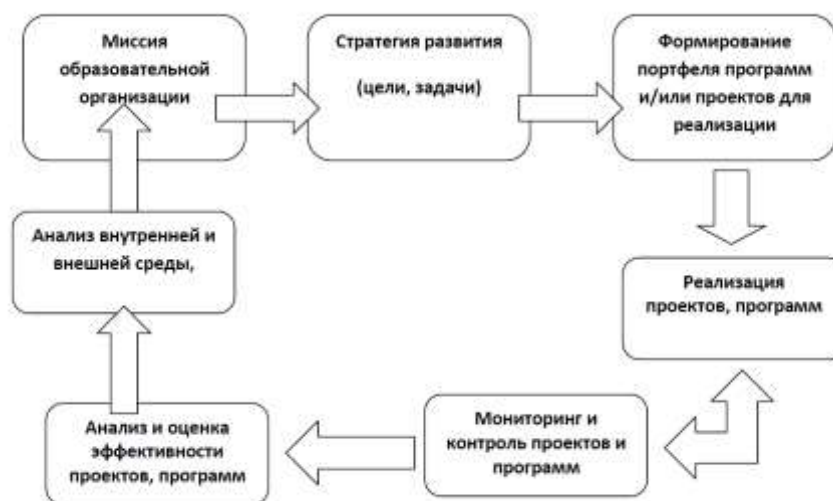 Миссия
образовательной
организации
Стратегия развития
(цели, задачи)
Формирование
портфеля программ
и/или проектов для
реализации
Анализ внутренней и
внешней среды,
Реализация
проектов, программ
Анализ и оценка
эффективности
проектов, программ
Мониторинг и
контроль проектов и
программ